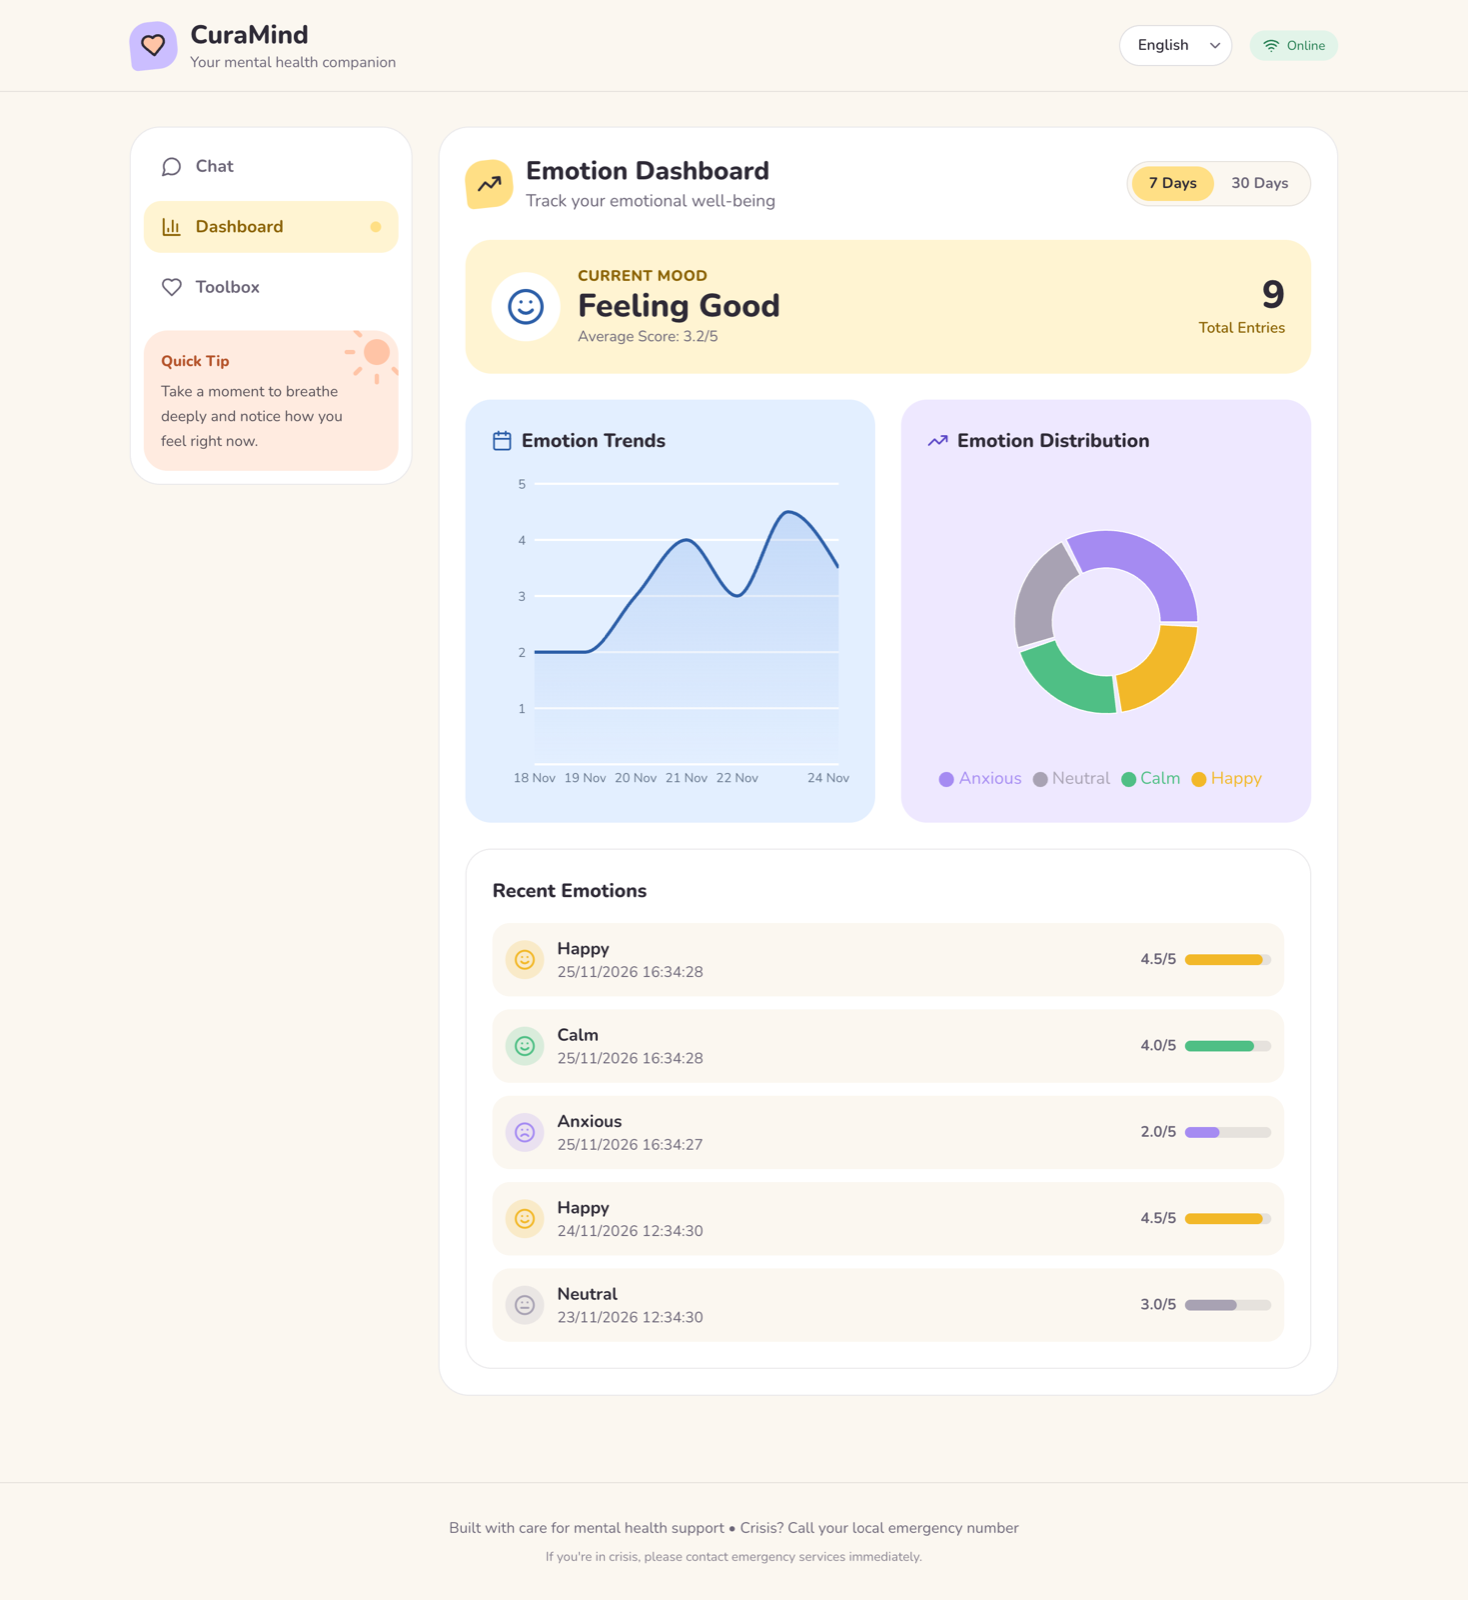 CuraMind
Your mental health companion
English
Online
Chat
Dashboard
Toolbox
Quick Tip
Take a moment to breathe
deeply and notice how you
feel right now.
Emotion Dashboard
Track your emotional well-being
7 Days
30 Days
CURRENT MOOD
Feeling Good
Average Score: 3.2/5
9
Total Entries
Emotion Trends
5
4
3
2
1
18 Nov 19 Nov 20 Nov 21 Nov 22 Nov 24 Nov
Emotion Distribution
Anxious Neutral Calm Happy
Recent Emotions
Happy
25/11/2026 16:34:28
4.5/5
Calm
25/11/2026 16:34:28
4.0/5
Anxious
25/11/2026 16:34:27
2.0/5
Happy
24/11/2026 12:34:30
4.5/5
Neutral
23/11/2026 12:34:30
3.0/5
Built with care for mental health support • Crisis? Call your local emergency number
If you're in crisis, please contact emergency services immediately.